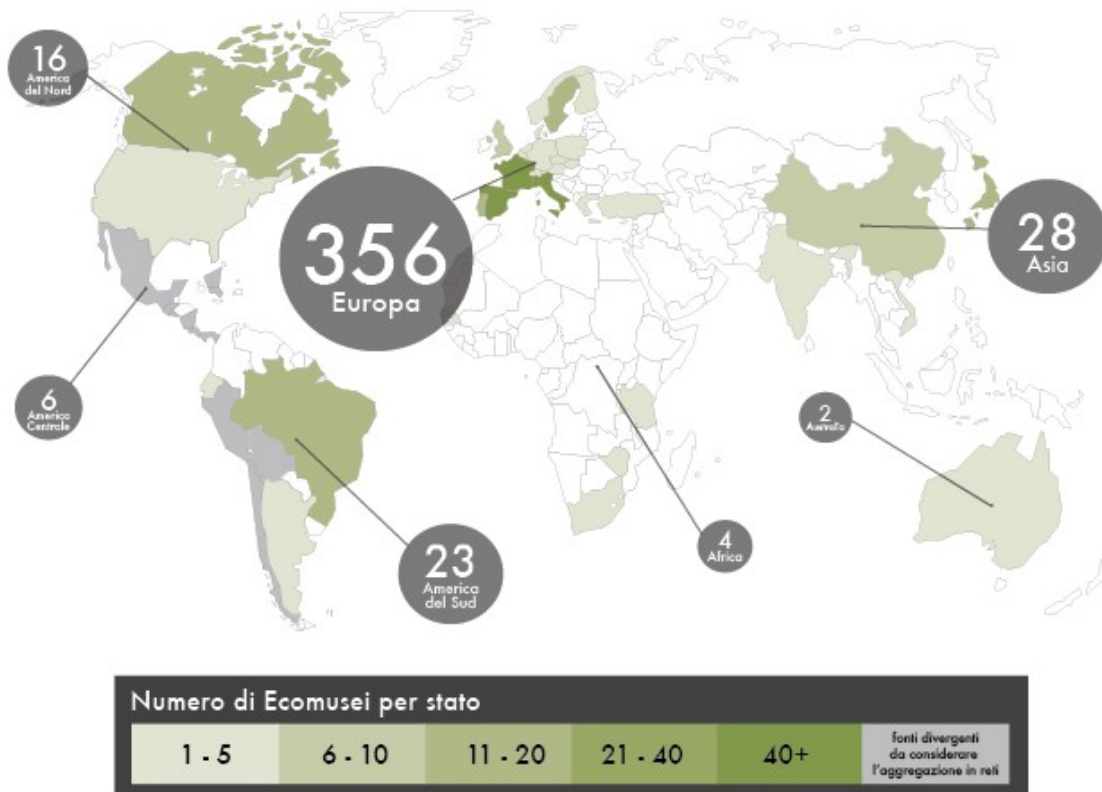 16
America
del Nord
356
Europa
28
Asia
6
America
Centrale
2
Australia
23
America
del Sud
4
Africa
Numero di Ecomusei per stato
1 - 5
6 - 10
11 - 20
21 - 40
40+
fonti divergenti
da considerare
l'aggregazione in reti